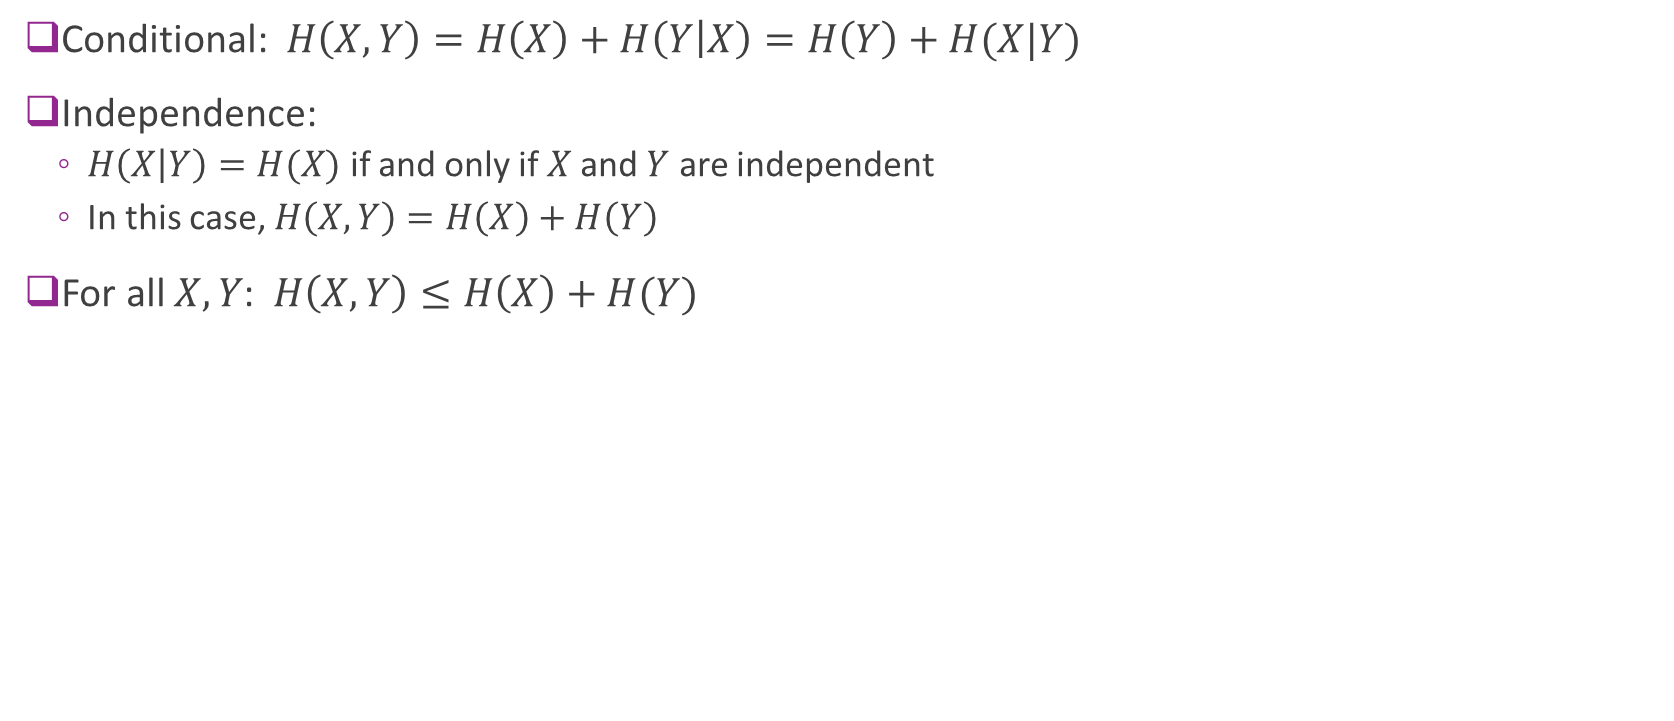 ❑Conditional: H(X,Y) = H(X) + H(Y|X) = H(Y) + H(X|Y)
❑Independence:
◦ H(X|Y) = H(X) if and only if X and Y are independent
◦ In this case, H(X,Y) = H(X) + H(Y)
❑For all X,Y: H(X,Y) ≤ H(X) + H(Y)